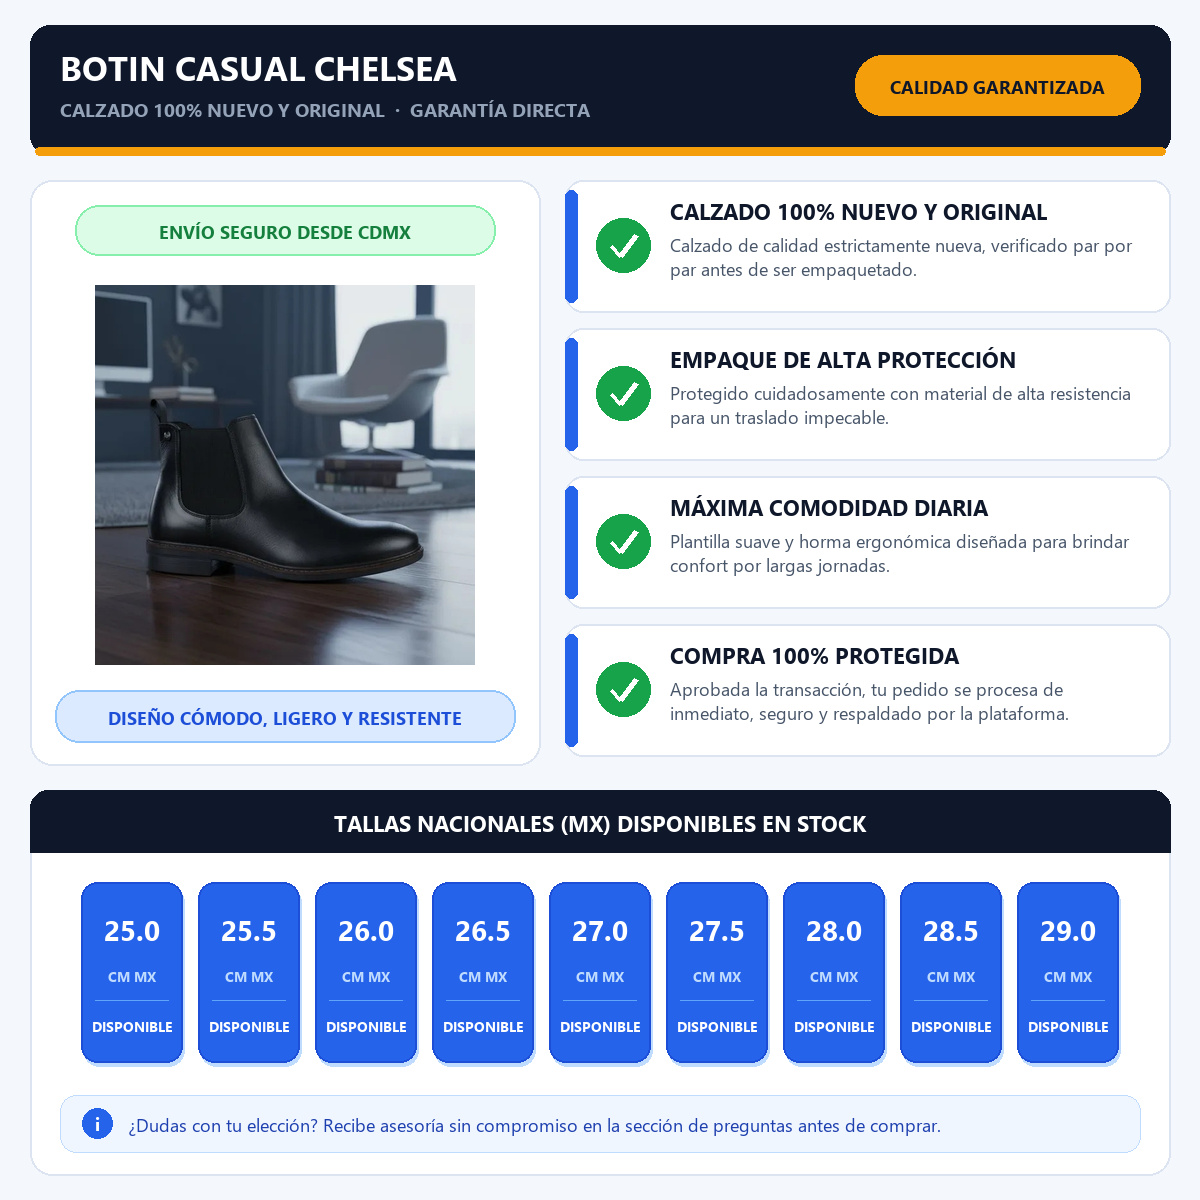 BOTIN CASUAL CHELSEA
CALZADO 100% NUEVO Y ORIGINAL · GARANTÍA DIRECTA
CALIDAD GARANTIZADA
ENVÍO SEGURO DESDE CDMX
DISEÑO CÓMODO, LIGERO Y RESISTENTE
CALZADO 100% NUEVO Y ORIGINAL
Calzado de calidad estrictamente nueva, verificado par por
par antes de ser empaquetado.
EMPAQUE DE ALTA PROTECCIÓN
Protegido cuidadosamente con material de alta resistencia
para un traslado impecable.
MÁXIMA COMODIDAD DIARIA
Plantilla suave y horma ergonómica diseñada para brindar
confort por largas jornadas.
COMPRA 100% PROTEGIDA
Aprobada la transacción, tu pedido se procesa de
inmediato, seguro y respaldado por la plataforma.
TALLAS NACIONALES (MX) DISPONIBLES EN STOCK
25.0 25.5 26.0 26.5 27.0 27.5 28.0 28.5 29.0
CM MX CM MX CM MX CM MX CM MX CM MX CM MX CM MX CM MX
DISPONIBLE DISPONIBLE DISPONIBLE DISPONIBLE DISPONIBLE DISPONIBLE DISPONIBLE DISPONIBLE DISPONIBLE
i ¿Dudas con tu elección? Recibe asesoría sin compromiso en la sección de preguntas antes de comprar.